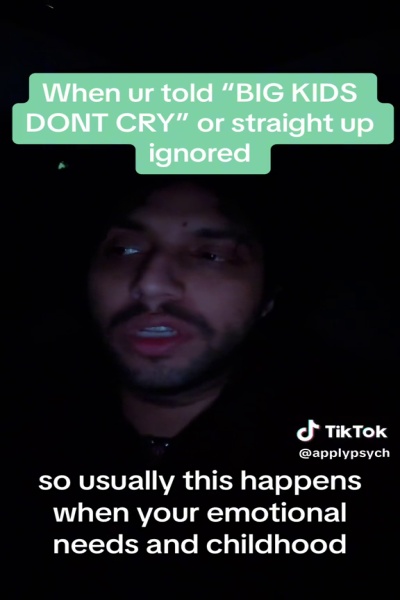 When ur told “BIG KIDS
DONT CRY” or straight up
ignored
TikTok
@applypsych
so usually this happens
when your emotional
needs and childhood